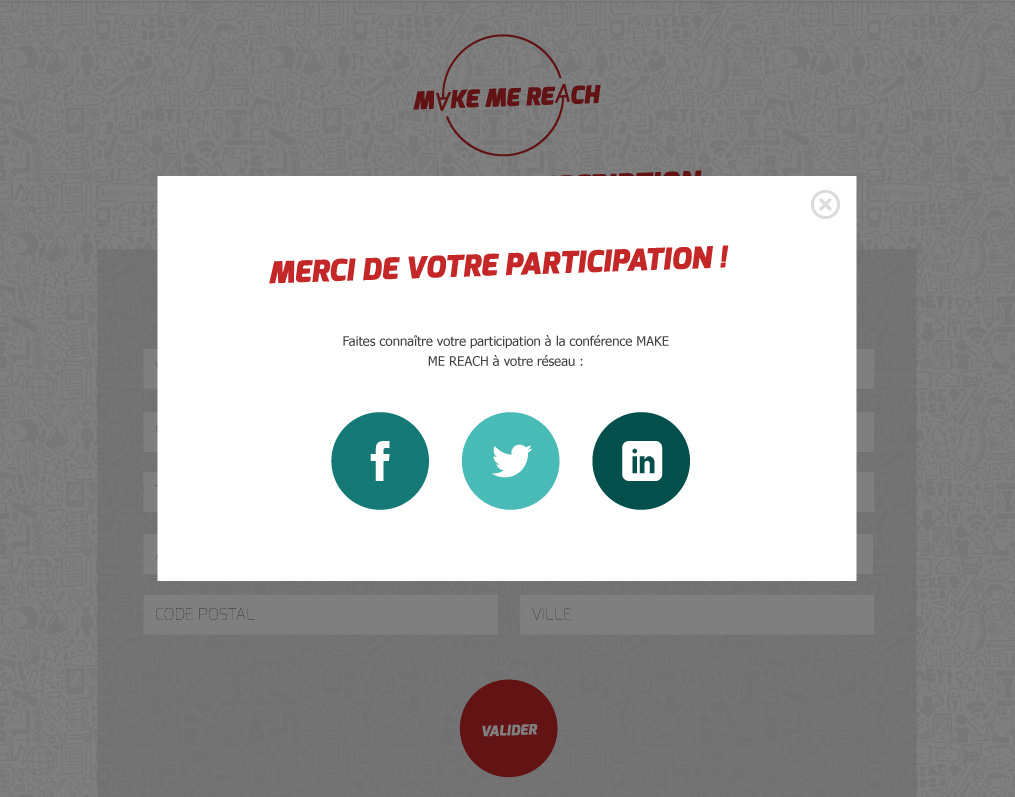 MAKE ME REACH
MERCI DE VOTRE PARTICIPATION !
Faites connaître votre participation à la conférence MAKE
ME REACH à votre réseau :
f
in
CODE POSTAL
VILLE
VALIDER